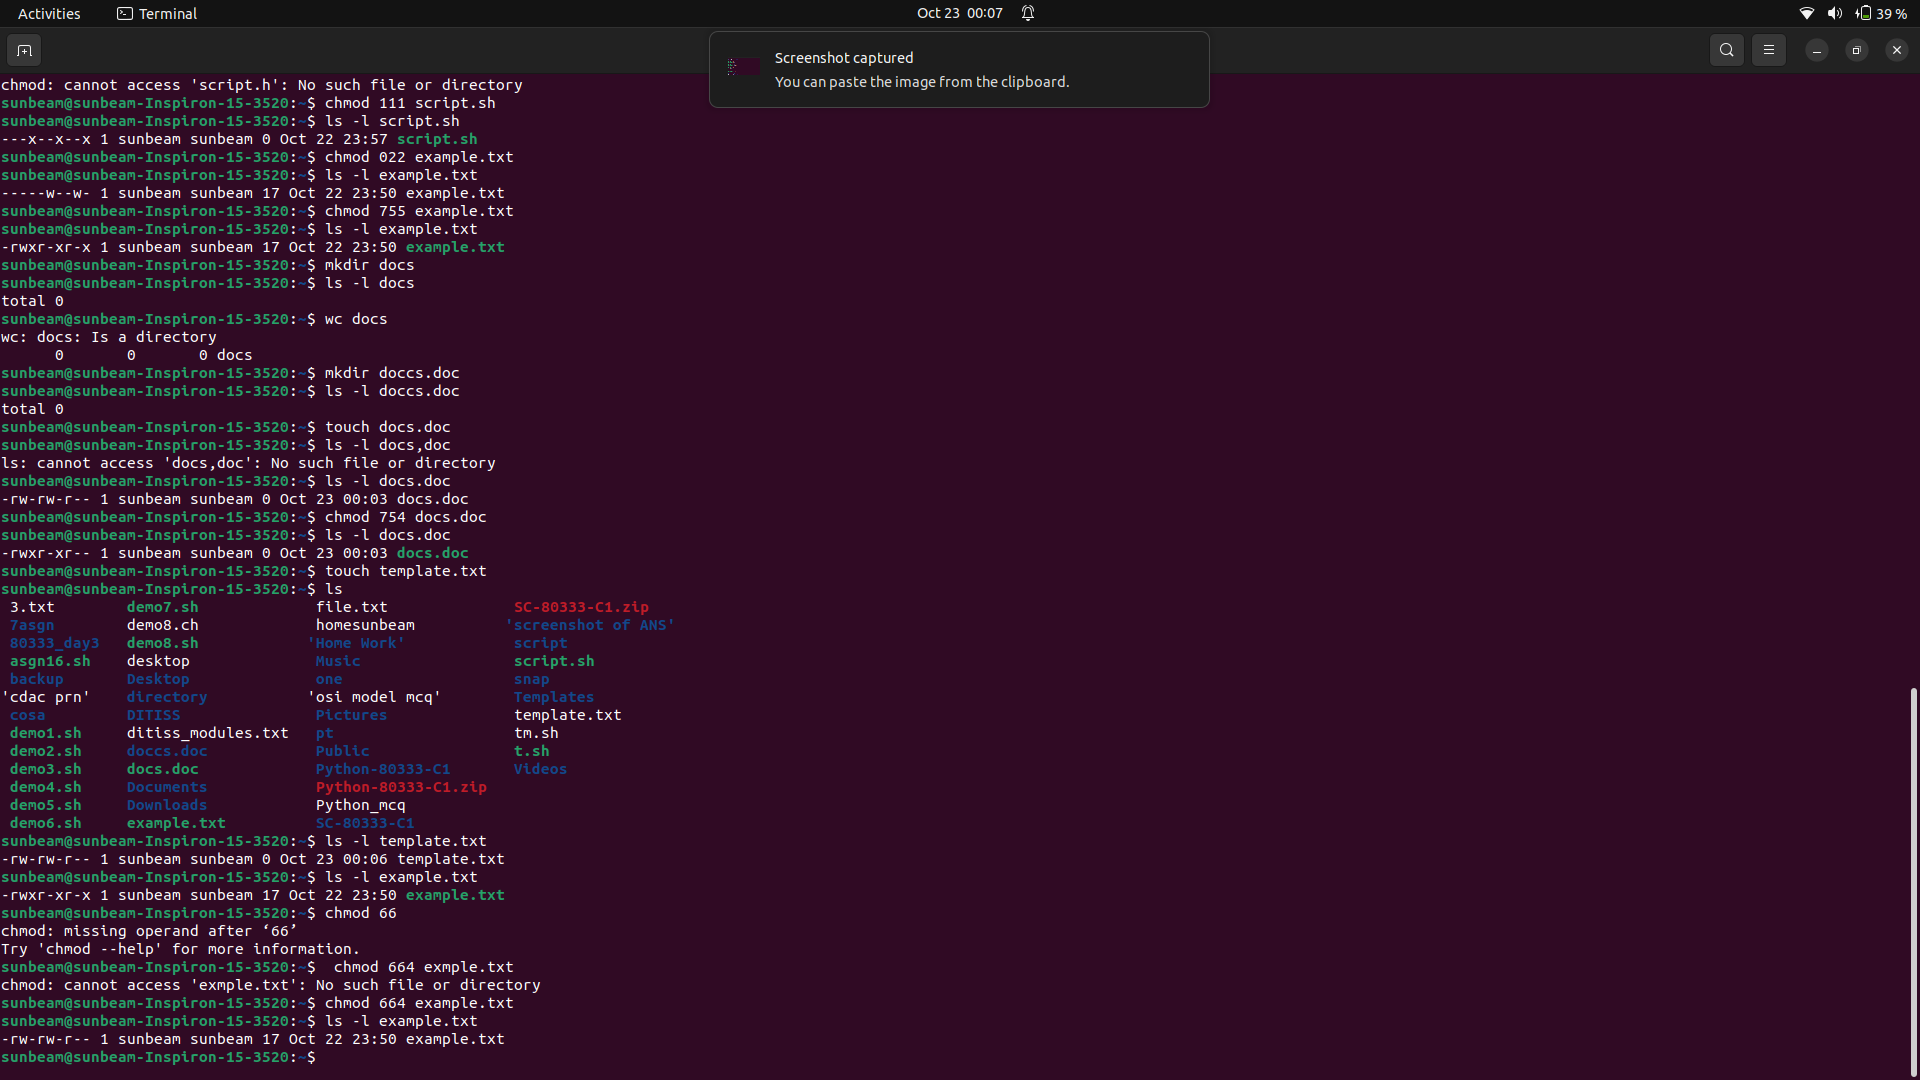 Activities Terminal Oct 23 00:07 39 %
Screenshot captured
You can paste the image from the clipboard.
chmod: cannot access 'script.h': No such file or directory
sunbeam@sunbeam-Inspiron-15-3520:~$ chmod 111 script.sh
sunbeam@sunbeam-Inspiron-15-3520:~$ ls -l script.sh
---x--x--x 1 sunbeam sunbeam 0 Oct 22 23:57 script.sh
sunbeam@sunbeam-Inspiron-15-3520:~$ chmod 022 example.txt
sunbeam@sunbeam-Inspiron-15-3520:~$ ls -l example.txt
-----w--w- 1 sunbeam sunbeam 17 Oct 22 23:50 example.txt
sunbeam@sunbeam-Inspiron-15-3520:~$ chmod 755 example.txt
sunbeam@sunbeam-Inspiron-15-3520:~$ ls -l example.txt
-rwxr-xr-x 1 sunbeam sunbeam 17 Oct 22 23:50 example.txt
sunbeam@sunbeam-Inspiron-15-3520:~$ mkdir docs
sunbeam@sunbeam-Inspiron-15-3520:~$ ls -l docs
total 0
sunbeam@sunbeam-Inspiron-15-3520:~$ wc docs
wc: docs: Is a directory
      0       0       0 docs
sunbeam@sunbeam-Inspiron-15-3520:~$ mkdir doccs.doc
sunbeam@sunbeam-Inspiron-15-3520:~$ ls -l doccs.doc
total 0
sunbeam@sunbeam-Inspiron-15-3520:~$ touch docs.doc
sunbeam@sunbeam-Inspiron-15-3520:~$ ls -l docs,doc
ls: cannot access 'docs,doc': No such file or directory
sunbeam@sunbeam-Inspiron-15-3520:~$ ls -l docs.doc
-rw-rw-r-- 1 sunbeam sunbeam 0 Oct 23 00:03 docs.doc
sunbeam@sunbeam-Inspiron-15-3520:~$ chmod 754 docs.doc
sunbeam@sunbeam-Inspiron-15-3520:~$ ls -l docs.doc
-rwxr-xr-- 1 sunbeam sunbeam 0 Oct 23 00:03 docs.doc
sunbeam@sunbeam-Inspiron-15-3520:~$ touch template.txt
sunbeam@sunbeam-Inspiron-15-3520:~$ ls
 3.txt        demo7.sh             file.txt              SC-80333-C1.zip
 7asgn        demo8.ch             homesunbeam          'screenshot of ANS'
 80333_day3   demo8.sh            'Home Work'            script
 asgn16.sh    desktop              Music                 script.sh
 backup       Desktop              one                   snap
'cdac prn'    directory           'osi model mcq'        Templates
 cosa         DITISS               Pictures              template.txt
 demo1.sh     ditiss_modules.txt   pt                    tm.sh
 demo2.sh     doccs.doc            Public                t.sh
 demo3.sh     docs.doc             Python-80333-C1       Videos
 demo4.sh     Documents            Python-80333-C1.zip
 demo5.sh     Downloads            Python_mcq
 demo6.sh     example.txt          SC-80333-C1
sunbeam@sunbeam-Inspiron-15-3520:~$ ls -l template.txt
-rw-rw-r-- 1 sunbeam sunbeam 0 Oct 23 00:06 template.txt
sunbeam@sunbeam-Inspiron-15-3520:~$ ls -l example.txt
-rwxr-xr-x 1 sunbeam sunbeam 17 Oct 22 23:50 example.txt
sunbeam@sunbeam-Inspiron-15-3520:~$ chmod 66
chmod: missing operand after ‘66’
Try 'chmod --help' for more information.
sunbeam@sunbeam-Inspiron-15-3520:~$  chmod 664 exmple.txt
chmod: cannot access 'exmple.txt': No such file or directory
sunbeam@sunbeam-Inspiron-15-3520:~$ chmod 664 example.txt
sunbeam@sunbeam-Inspiron-15-3520:~$ ls -l example.txt
-rw-rw-r-- 1 sunbeam sunbeam 17 Oct 22 23:50 example.txt
sunbeam@sunbeam-Inspiron-15-3520:~$